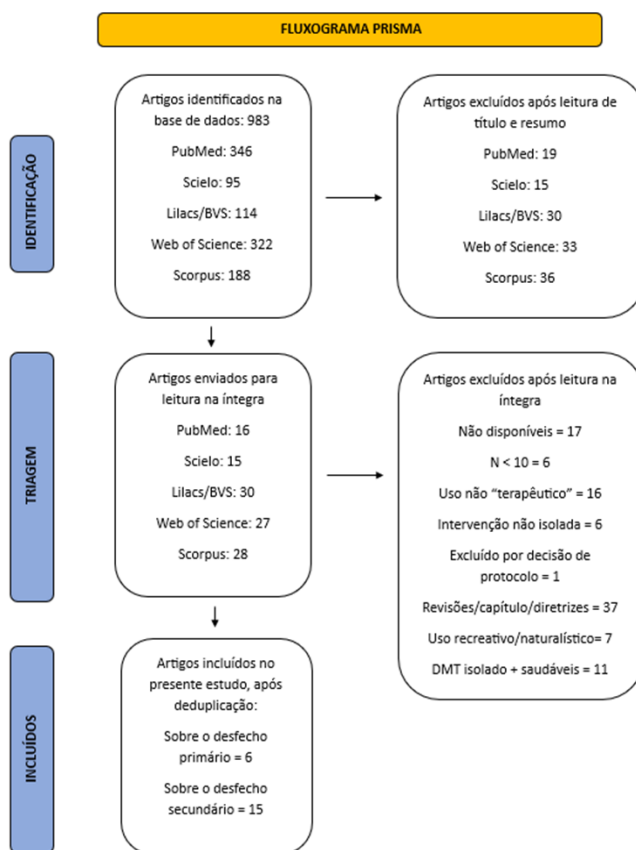 FLUXOGRAMA PRISMA
IDENTIFICAÇÃO
Artigos identificados na
base de dados: 983
PubMed: 346
Scielo: 95
Lilacs/BVS: 114
Web of Science: 322
Scorpus: 188
Artigos excluídos após leitura de
título e resumo
PubMed: 19
Scielo: 15
Lilacs/BVS: 30
Web of Science: 33
Scorpus: 36
TRIAGEM
Artigos enviados para
leitura na íntegra
PubMed: 16
Scielo: 15
Lilacs/BVS: 30
Web of Science: 27
Scorpus: 28
Artigos excluídos após leitura na
íntegra
Não disponíveis = 17
N < 10 = 6
Uso não “terapêutico” = 16
Intervenção não isolada = 6
Excluído por decisão de
protocolo = 1
Revisões/capítulo/diretrizes = 37
Uso recreativo/naturalístico= 7
DMT isolado + saudáveis = 11
INCLUÍDOS
Artigos incluídos no
presente estudo, após
deduplicação:
Sobre o desfecho
primário = 6
Sobre o desfecho
secundário = 15